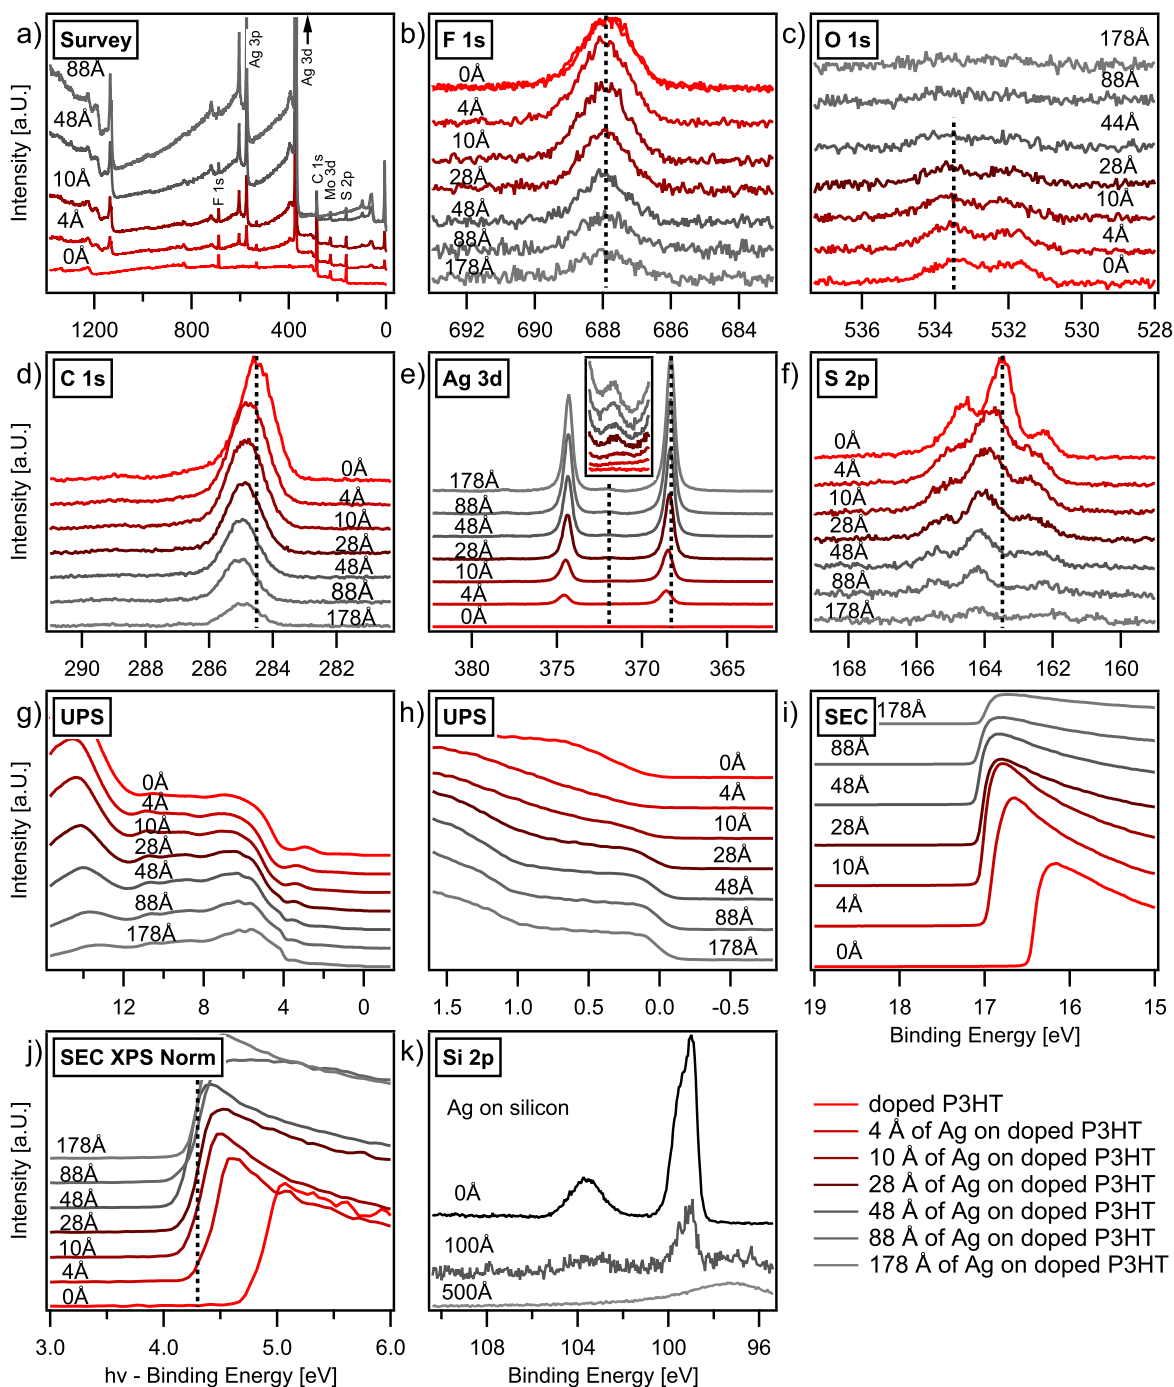 a)
Survey
Intensity [a.U.]
88Å
48Å
10Å
4Å
0Å
F 1s
Ag 3p
Ag 3d
C 1s
Mo 3d
S 2p
1200 800 400 0
b)
F 1s
0Å
4Å
10Å
28Å
48Å
88Å
178Å
692 690 688 686 684
c)
O 1s
178Å
88Å
44Å
28Å
10Å
4Å
0Å
536 534 532 530 528
d)
C 1s
Intensity [a.U.]
0Å
4Å
10Å
28Å
48Å
88Å
178Å
290 288 286 284 282
e)
Ag 3d
178Å
88Å
48Å
28Å
10Å
4Å
0Å
380 375 370 365
f)
S 2p
0Å
4Å
10Å
28Å
48Å
88Å
178Å
168 166 164 162 160
g)
UPS
Intensity [a.U.]
0Å
4Å
10Å
28Å
48Å
88Å
178Å
12 8 4 0
h)
UPS
0Å
4Å
10Å
28Å
48Å
88Å
178Å
1.5 1.0 0.5 0.0 -0.5
i)
SEC
178Å
88Å
48Å
28Å
10Å
4Å
0Å
19 18 17 16 15
Binding Energy [eV]
j)
SEC XPS Norm
Intensity [a.U.]
178Å
88Å
48Å
28Å
10Å
4Å
0Å
3.0 4.0 5.0 6.0
hv - Binding Energy [eV]
k)
Si 2p
Ag on silicon
0Å
100Å
500Å
108 104 100 96
Binding Energy [eV]
doped P3HT
4 Å of Ag on doped P3HT
10 Å of Ag on doped P3HT
28 Å of Ag on doped P3HT
48 Å of Ag on doped P3HT
88 Å of Ag on doped P3HT
178 Å of Ag on doped P3HT